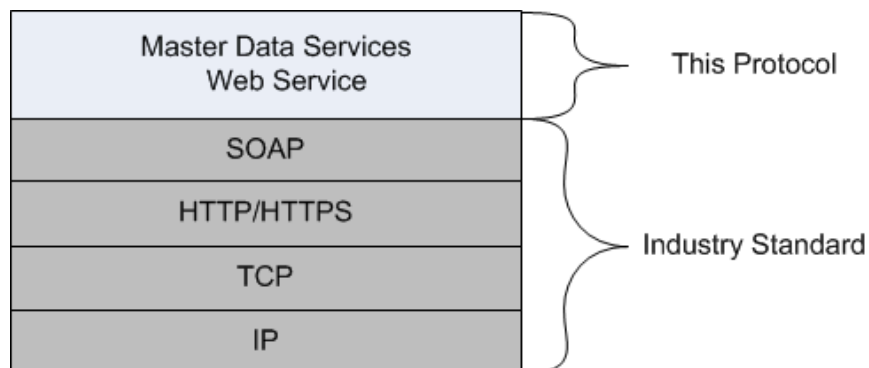 Master Data Services
Web Service
This Protocol
SOAP
HTTP/HTTPS
TCP
Industry Standard
IP